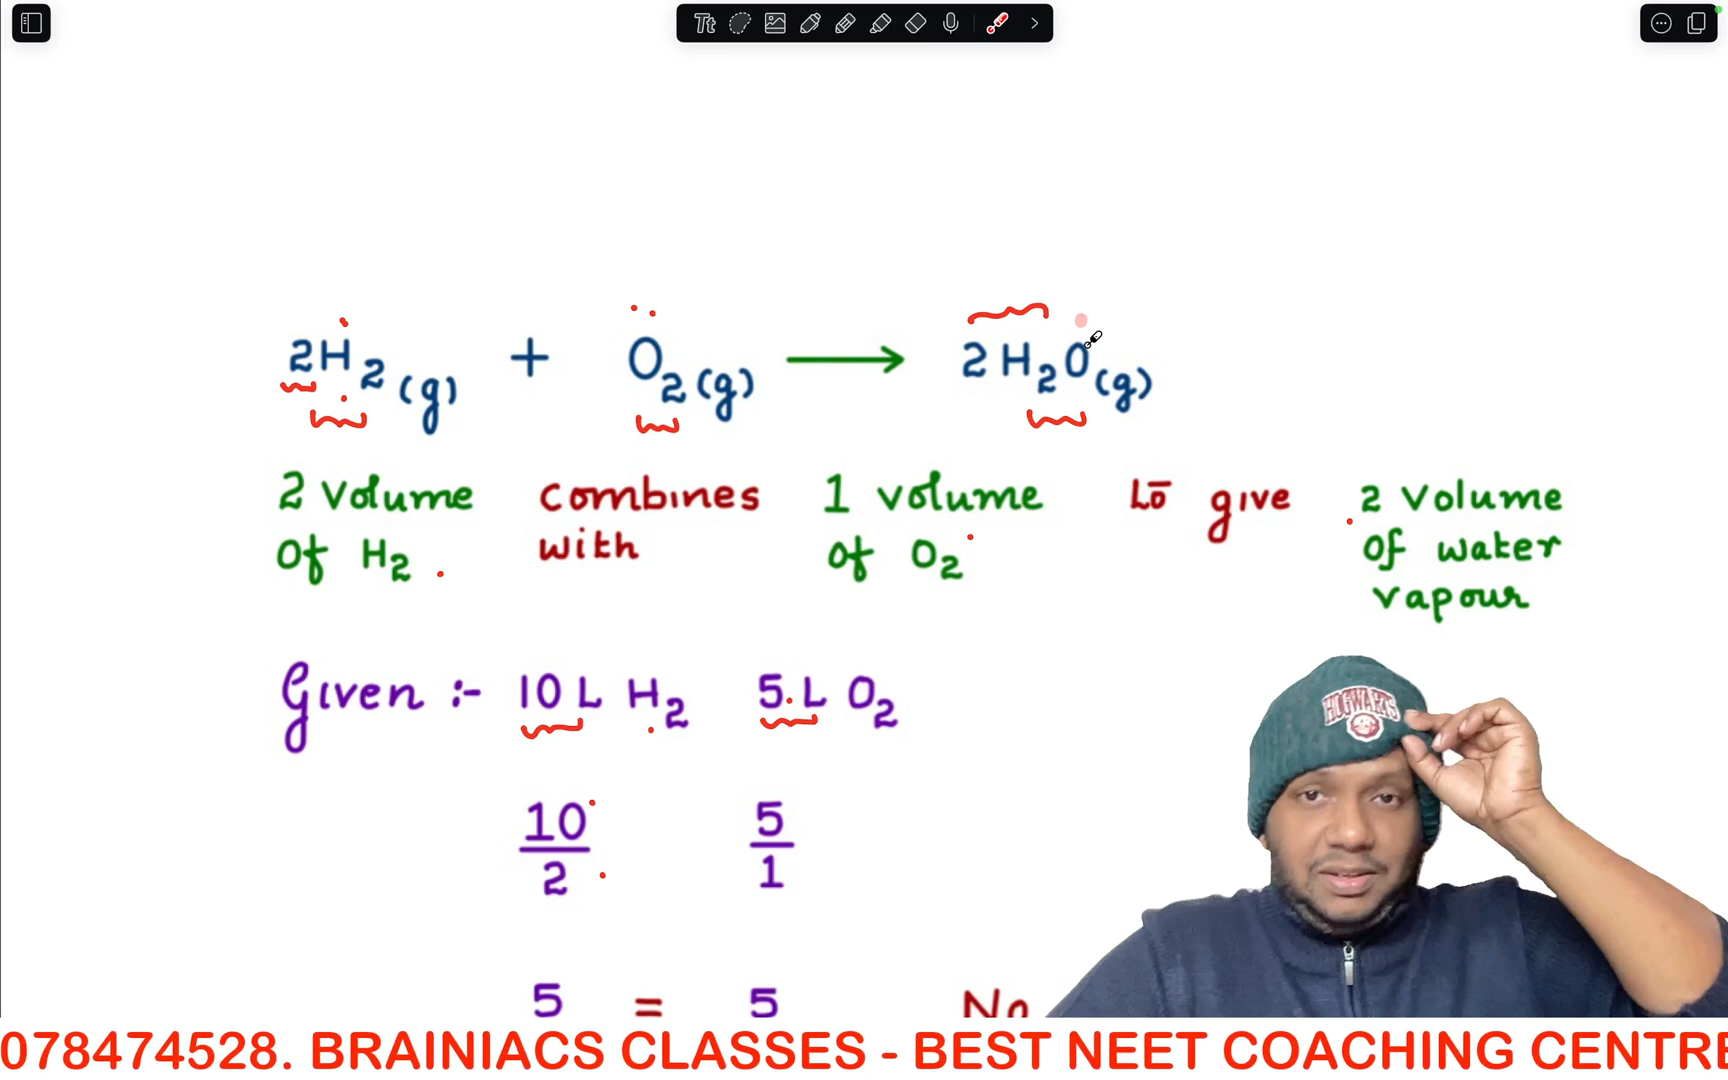 Tt
2H2(g) + O2(g) ⟶ 2H2O(g)
2 Volume combines 1 volume to give 2 Volume
of H2 with of O2 of water
vapour
Given :- 10 L H2 5 L O2
10/2 5/1
HOGWARTS
5 = 5 No
078474528. BRAINIACS CLASSES - BEST NEET COACHING CENTRE